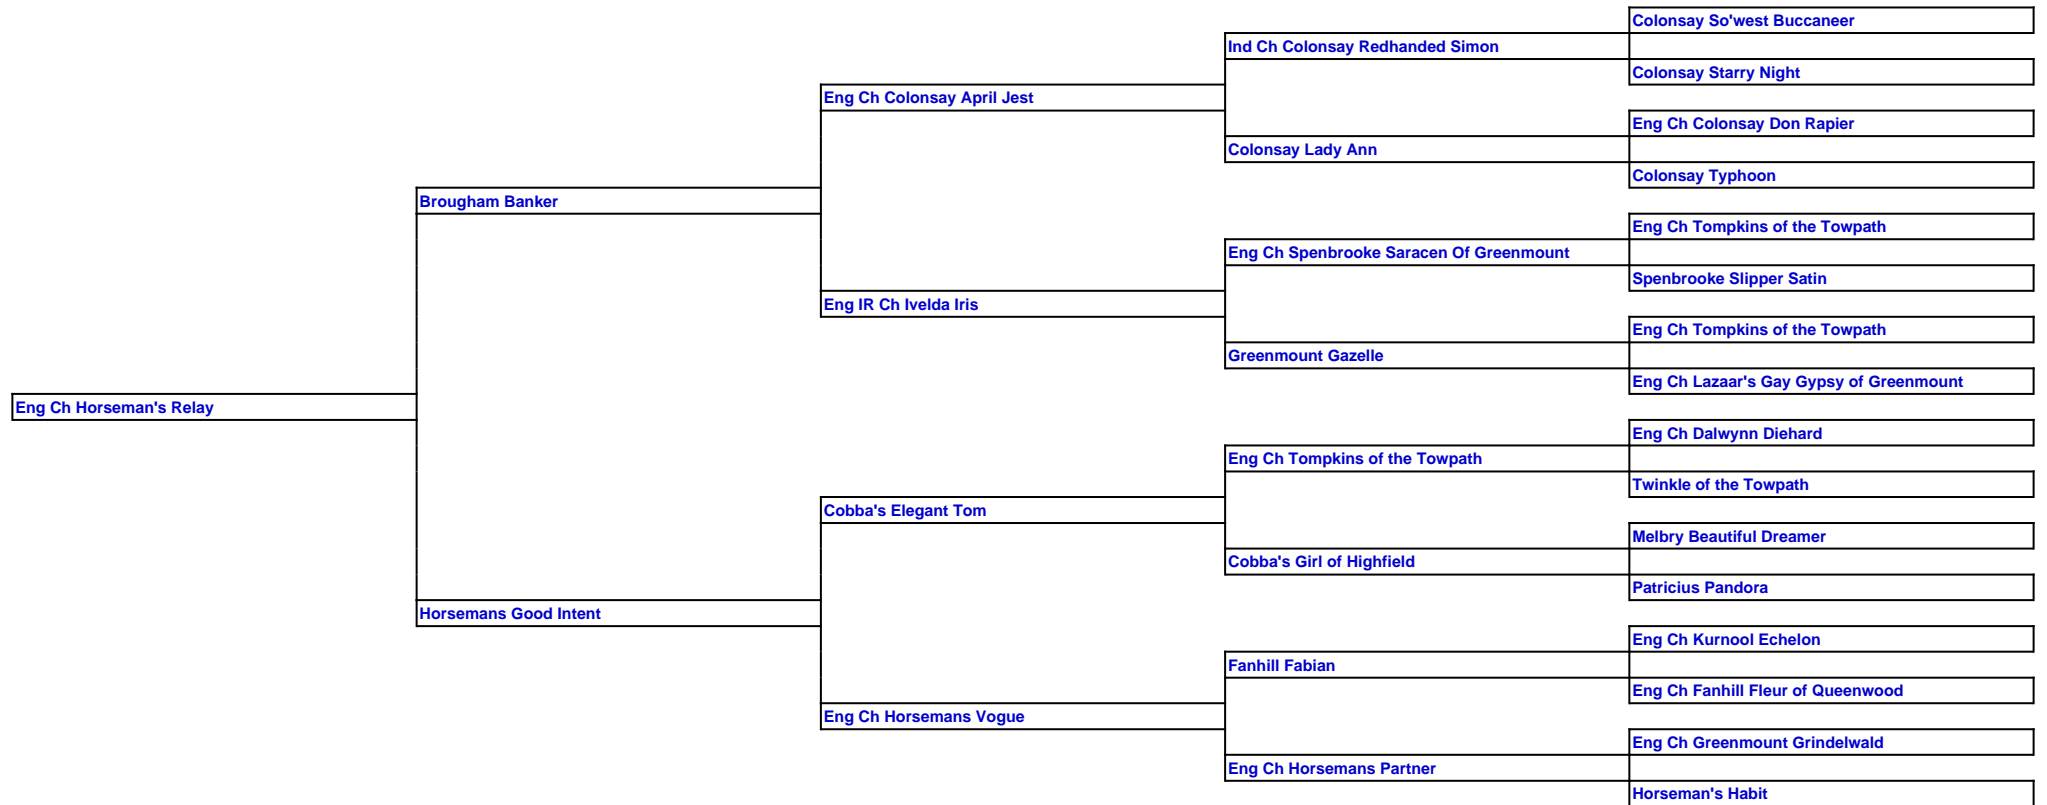 Colonsay So'west Buccaneer
Ind Ch Colonsay Redhanded Simon
Colonsay Starry Night
Eng Ch Colonsay April Jest
Eng Ch Colonsay Don Rapier
Colonsay Lady Ann
Colonsay Typhoon
Brougham Banker
Eng Ch Tompkins of the Towpath
Eng Ch Spenbrooke Saracen Of Greenmount
Spenbrooke Slipper Satin
Eng IR Ch Ivelda Iris
Eng Ch Tompkins of the Towpath
Greenmount Gazelle
Eng Ch Lazaar's Gay Gypsy of Greenmount
Eng Ch Horseman's Relay
Eng Ch Dalwynn Diehard
Eng Ch Tompkins of the Towpath
Twinkle of the Towpath
Cobba's Elegant Tom
Melbry Beautiful Dreamer
Cobba's Girl of Highfield
Patricius Pandora
Horsemans Good Intent
Eng Ch Kurnool Echelon
Fanhill Fabian
Eng Ch Fanhill Fleur of Queenwood
Eng Ch Horsemans Vogue
Eng Ch Greenmount Grindelwald
Eng Ch Horsemans Partner
Horseman's Habit